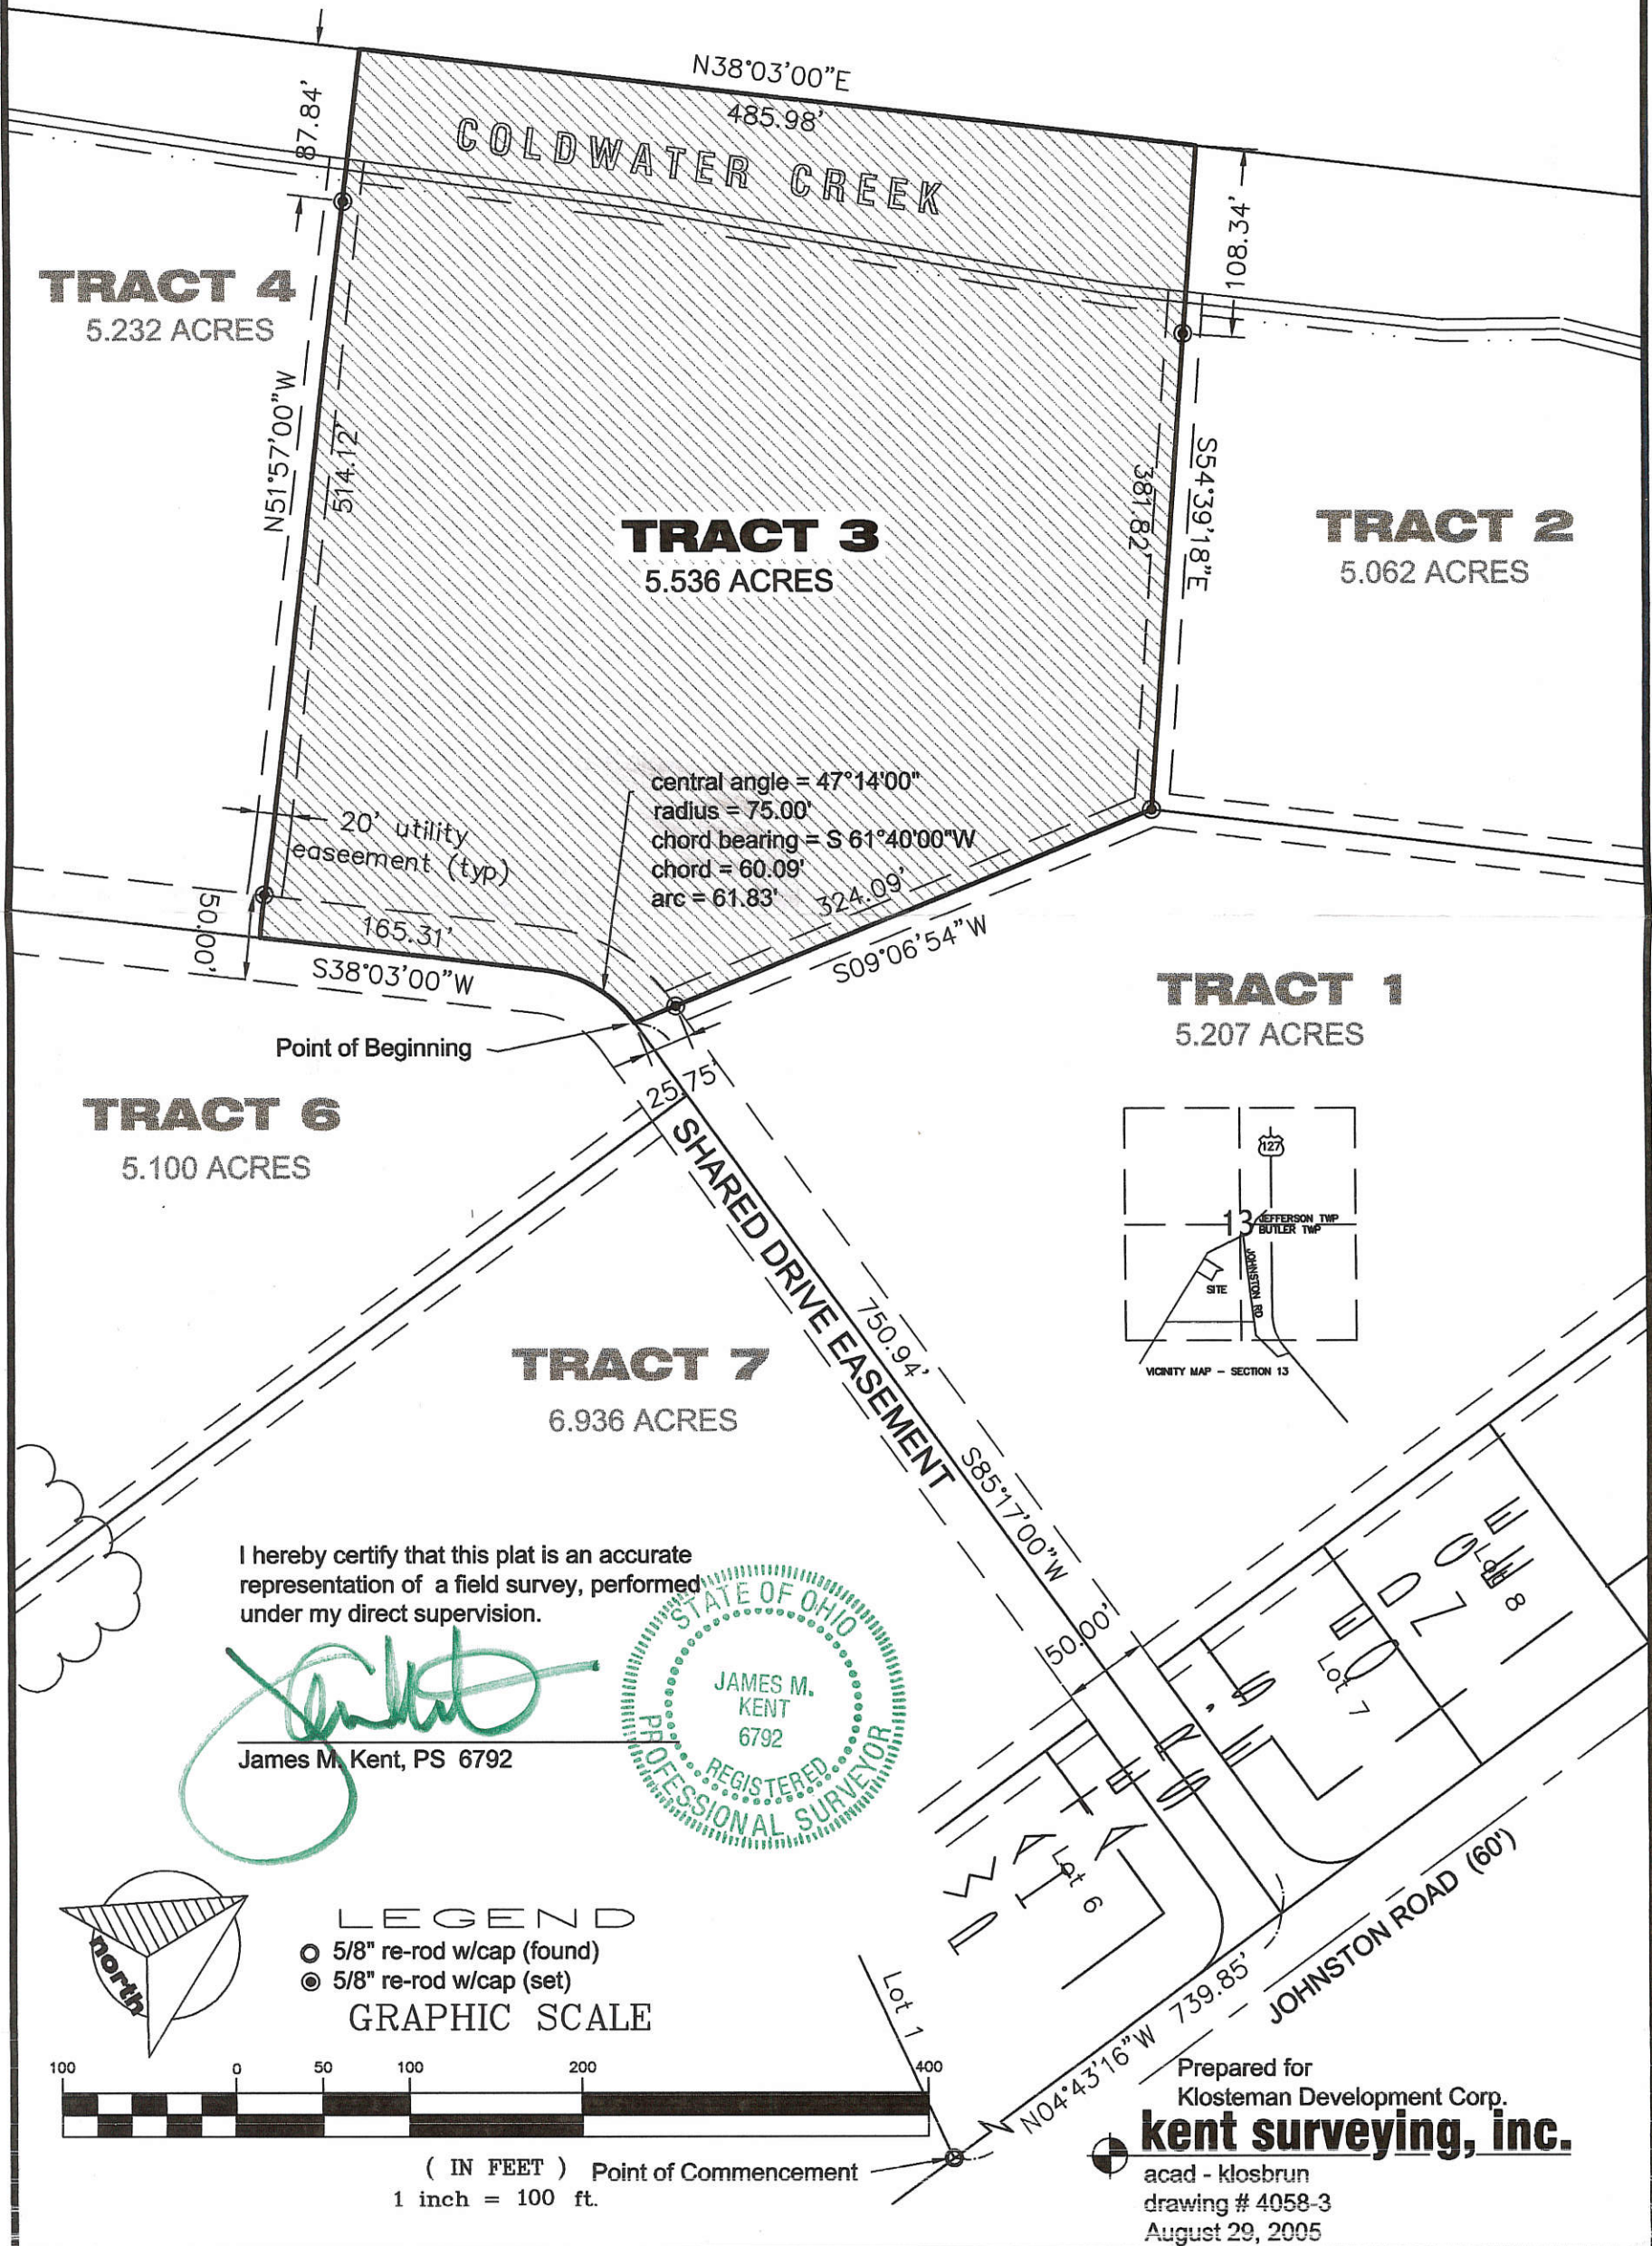 N38°03'00"E
485.98'
87.84'
COLDWATER CREEK
108.34'
TRACT 4
5.232 ACRES
N51°57'00"W
514.12'
TRACT 3
5.536 ACRES
381.82'
S54°39'18"E
TRACT 2
5.062 ACRES
central angle = 47°14'00"
radius = 75.00'
chord bearing = S 61°40'00"W
chord = 60.09'
arc = 61.83'
20' utility
easeement (typ)
324.09'
S09°06'54"W
50.00'
165.31'
S38°03'00"W
TRACT 1
5.207 ACRES
Point of Beginning
25.75'
TRACT 6
5.100 ACRES
SHARED DRIVE EASEMENT
127
13
JEFFERSON TWP
BUTLER TWP
JOHNSTON RD
SITE
VICINITY MAP - SECTION 13
750.94'
S85°17'00"W
TRACT 7
6.936 ACRES
50.00'
Lot 8
Lot 7
Lot 6
Lot 1
I hereby certify that this plat is an accurate
representation of a field survey, performed
under my direct supervision.
James M. Kent, PS 6792
STATE OF OHIO
JAMES M.
KENT
6792
REGISTERED
PROFESSIONAL SURVEYOR
JOHNSTON ROAD (60')
N04°43'16"W 739.85'
north
LEGEND
5/8" re-rod w/cap (found)
5/8" re-rod w/cap (set)
GRAPHIC SCALE
100 0 50 100 200 400
( IN FEET )
1 inch = 100 ft.
Point of Commencement
Prepared for
Klosteman Development Corp.
kent surveying, inc.
acad - klosbrun
drawing # 4058-3
August 29, 2005